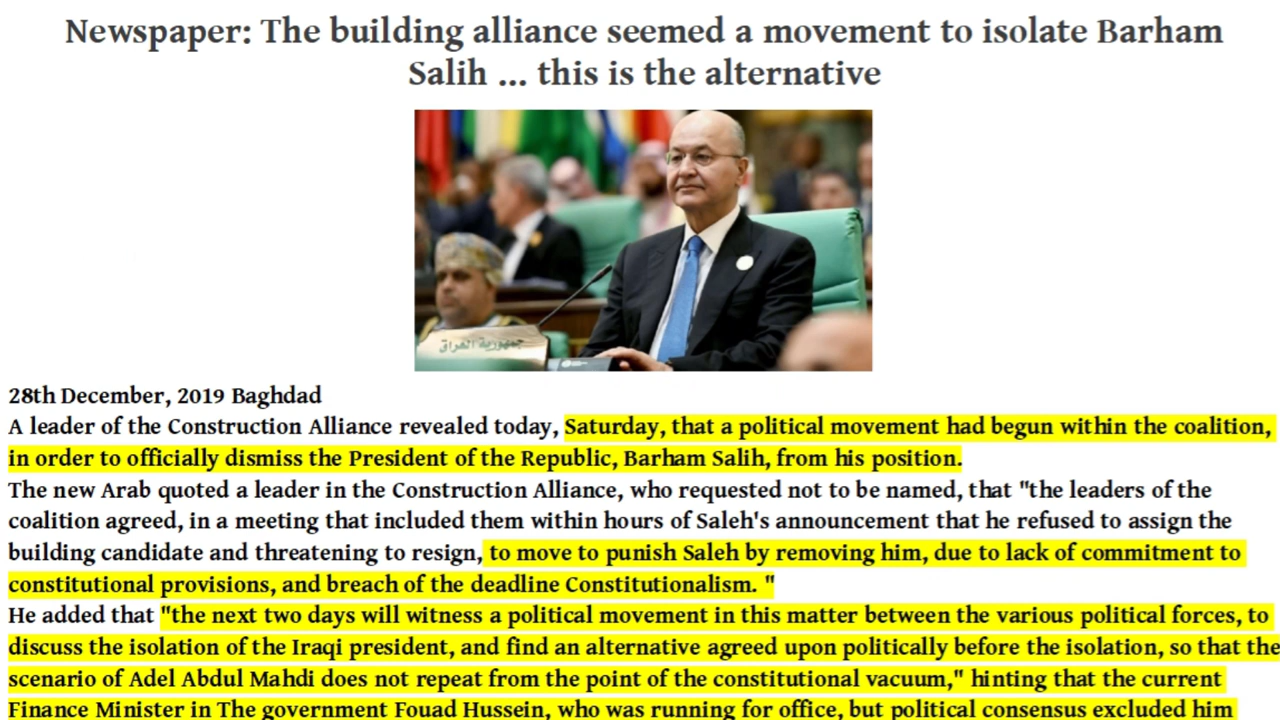 Newspaper: The building alliance seemed a movement to isolate Barham
Salih ... this is the alternative
جمهورية العراق
28th December, 2019 Baghdad
A leader of the Construction Alliance revealed today, Saturday, that a political movement had begun within the coalition,
in order to officially dismiss the President of the Republic, Barham Salih, from his position.
The new Arab quoted a leader in the Construction Alliance, who requested not to be named, that "the leaders of the
coalition agreed, in a meeting that included them within hours of Saleh's announcement that he refused to assign the
building candidate and threatening to resign, to move to punish Saleh by removing him, due to lack of commitment to
constitutional provisions, and breach of the deadline Constitutionalism. "
He added that "the next two days will witness a political movement in this matter between the various political forces, to
discuss the isolation of the Iraqi president, and find an alternative agreed upon politically before the isolation, so that the
scenario of Adel Abdul Mahdi does not repeat from the point of the constitutional vacuum," hinting that the current
Finance Minister in The government Fouad Hussein, who was running for office, but political consensus excluded him